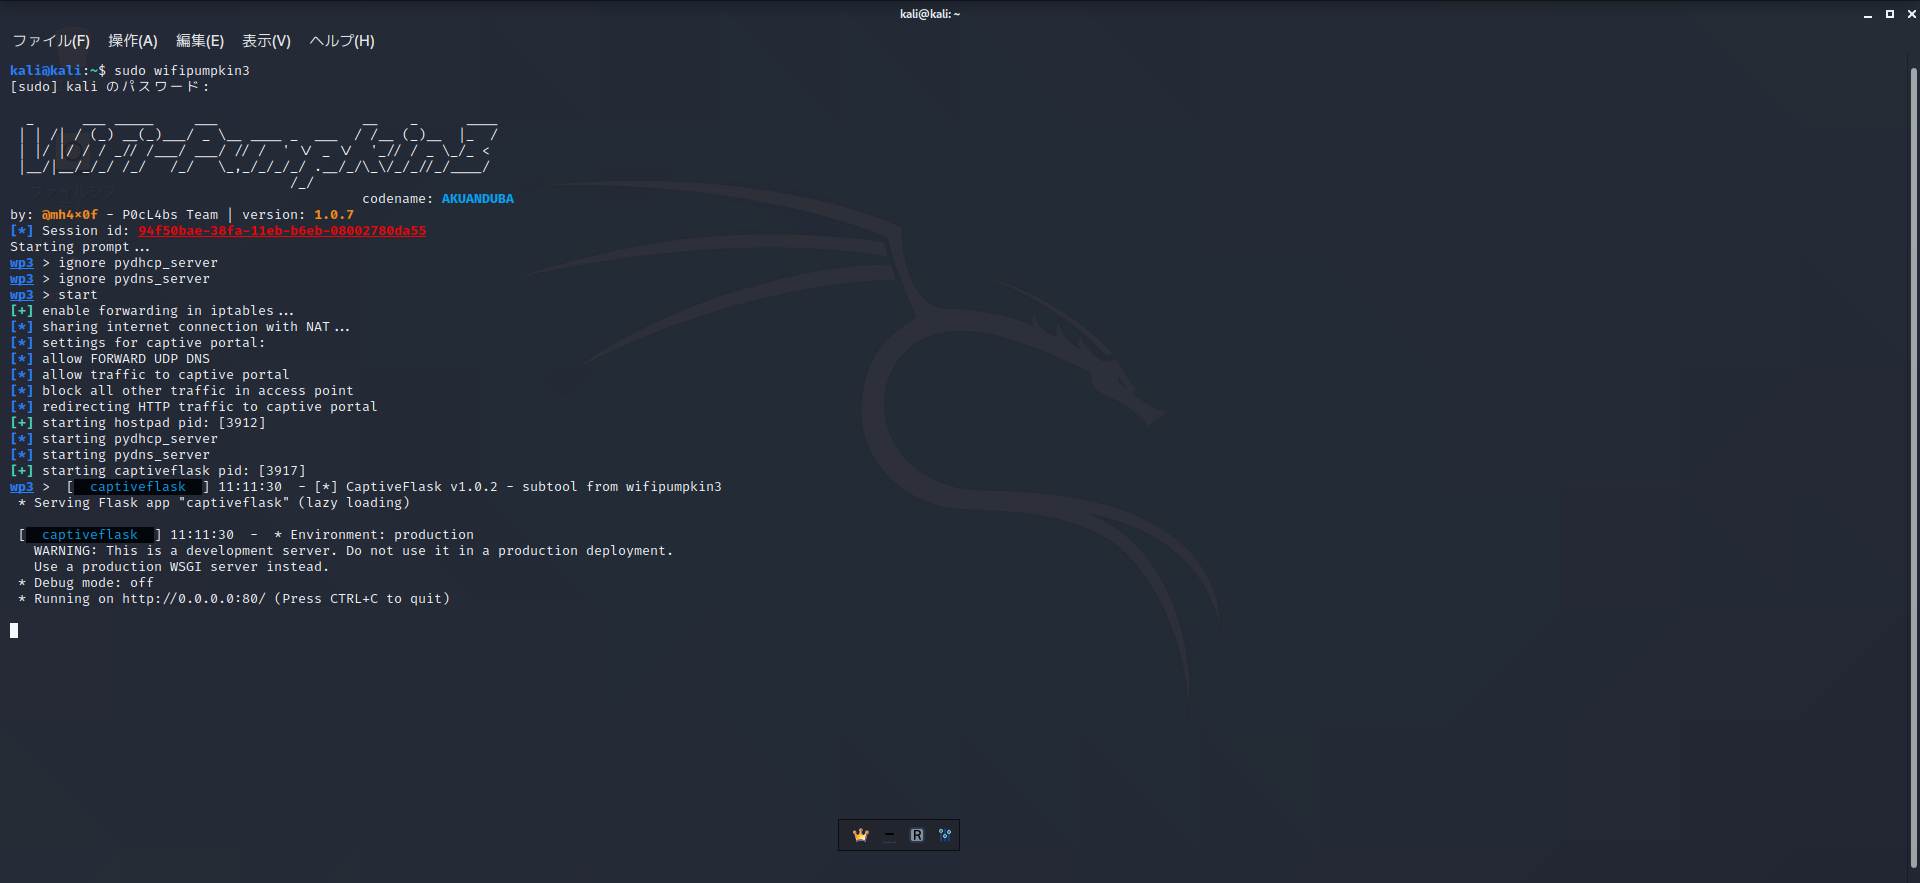 kali@kali: ~
ファイル(F) 操作(A) 編集(E) 表示(V) ヘルプ(H)
kali@kali:~$ sudo wifipumpkin3
[sudo] kali のパスワード:
WiFi-Pumpkin3
codename: AKUANDUBA
by: @mh4×0f - P0cL4bs Team | version: 1.0.7
[*] Session id: 94f50bae-38fa-11eb-b6eb-08002780da55
Starting prompt...
wp3 > ignore pydhcp_server
wp3 > ignore pydns_server
wp3 > start
[+] enable forwarding in iptables...
[*] sharing internet connection with NAT...
[*] settings for captive portal:
[*] allow FORWARD UDP DNS
[*] allow traffic to captive portal
[*] block all other traffic in access point
[*] redirecting HTTP traffic to captive portal
[+] starting hostpad pid: [3912]
[*] starting pydhcp_server
[*] starting pydns_server
[+] starting captiveflask pid: [3917]
wp3 >  [  captiveflask  ] 11:11:30  - [*] CaptiveFlask v1.0.2 - subtool from wifipumpkin3
* Serving Flask app "captiveflask" (lazy loading)
[  captiveflask  ] 11:11:30  -  * Environment: production
WARNING: This is a development server. Do not use it in a production deployment.
Use a production WSGI server instead.
* Debug mode: off
* Running on http://0.0.0.0:80/ (Press CTRL+C to quit)
R